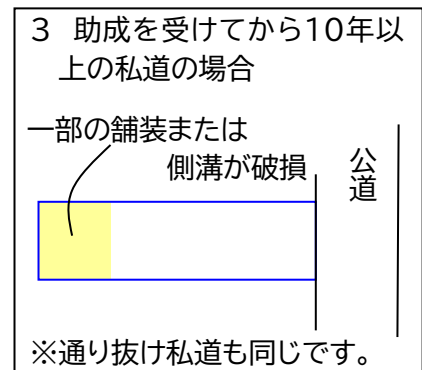 3 助成を受けてから10年以
上の私道の場合
一部の舗装または
側溝が破損
公道
※通り抜け私道も同じです。